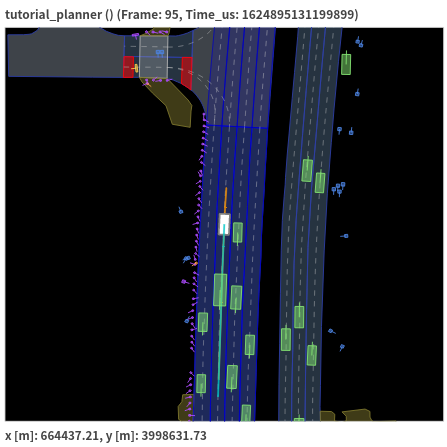 tutorial_planner () (Frame: 95, Time_us: 1624895131199899)
x [m]: 664437.21, y [m]: 3998631.73